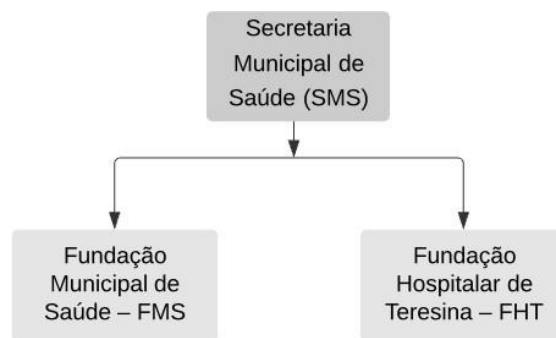 Secretaria
Municipal de
Saúde (SMS)
Fundação
Municipal de
Saúde – FMS
Fundação
Hospitalar de
Teresina – FHT